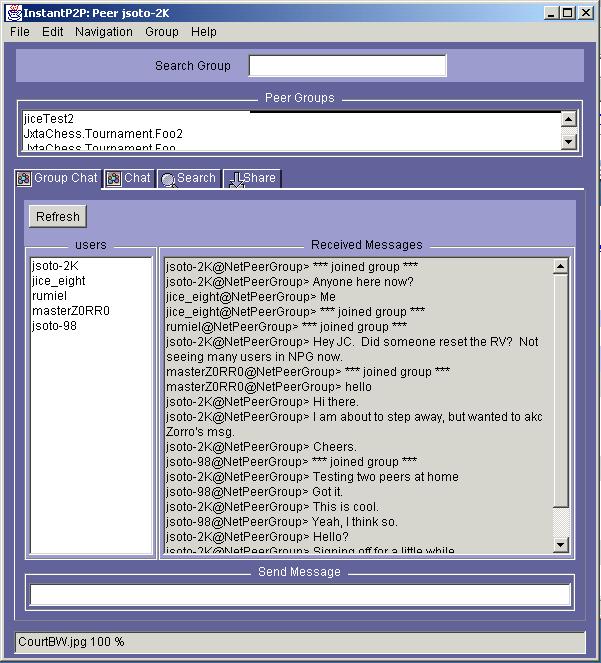 InstantP2P: Peer jsoto-2K
File Edit Navigation Group Help
Search Group
Peer Groups
jiceTest2
JxtaChess.Tournament.Foo2
JxtaChess.Tournament.Foo
Group Chat Chat Search Share
Refresh
users
jsoto-2K
jice_eight
rumiel
masterZ0RR0
jsoto-98
Received Messages
jsoto-2K@NetPeerGroup> *** joined group ***
jsoto-2K@NetPeerGroup> Anyone here now?
jice_eight@NetPeerGroup> Me
jice_eight@NetPeerGroup> *** joined group ***
rumiel@NetPeerGroup> *** joined group ***
jsoto-2K@NetPeerGroup> Hey JC. Did someone reset the RV? Not
seeing many users in NPG now.
masterZ0RR0@NetPeerGroup> *** joined group ***
masterZ0RR0@NetPeerGroup> hello
jsoto-2K@NetPeerGroup> Hi there.
jsoto-2K@NetPeerGroup> I am about to step away, but wanted to akc
Zorro's msg.
jsoto-2K@NetPeerGroup> Cheers.
jsoto-98@NetPeerGroup> *** joined group ***
jsoto-2K@NetPeerGroup> Testing two peers at home
jsoto-98@NetPeerGroup> Got it.
jsoto-2K@NetPeerGroup> This is cool.
jsoto-98@NetPeerGroup> Yeah, I think so.
jsoto-2K@NetPeerGroup> Hello?
jsoto-2K@NetPeerGroup> Signing off for a little while
Send Message
CourtBW.jpg 100 %